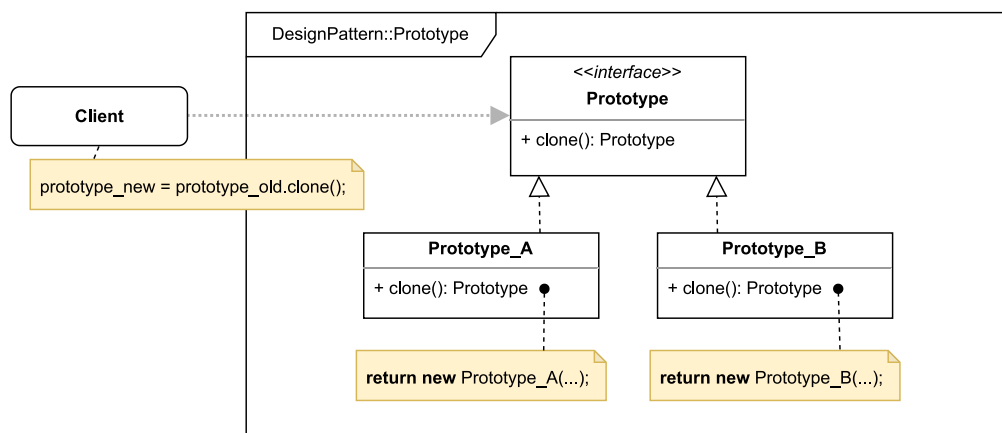 DesignPattern::Prototype
<<interface>>
Prototype
+ clone(): Prototype
Client
prototype_new = prototype_old.clone();
Prototype_A
+ clone(): Prototype
return new Prototype_A(...);
Prototype_B
+ clone(): Prototype
return new Prototype_B(...);